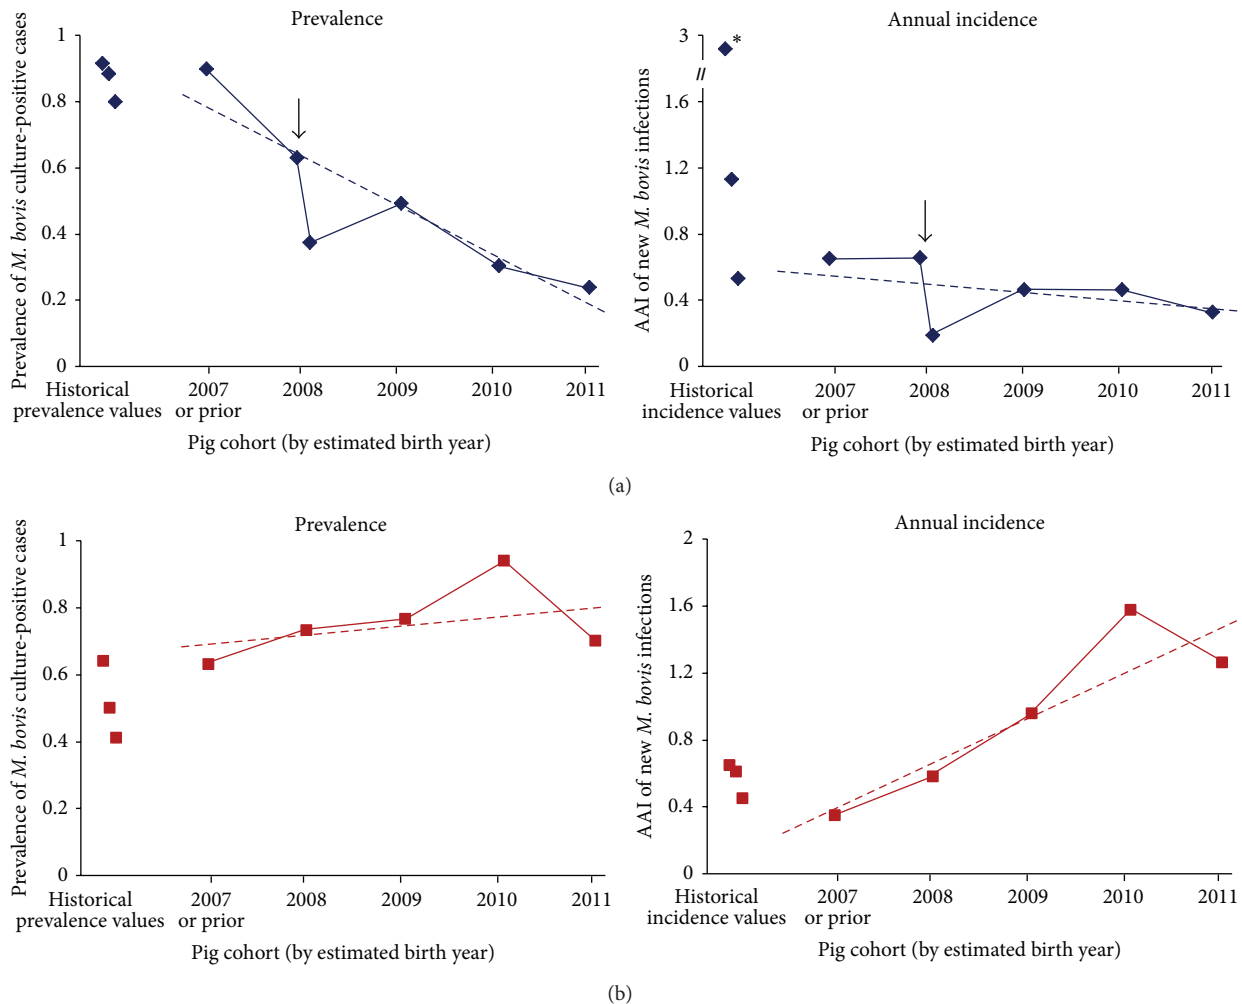 Prevalence
Prevalence of M. bovis culture-positive cases
1
0.8
0.6
0.4
0.2
0
Historical
prevalence values
2007
or prior
2008
2009
2010
2011
Pig cohort (by estimated birth year)
Annual incidence
AAI of new M. bovis infections
3
*
//
1.6
1.2
0.8
0.4
0
Historical
incidence values
2007
or prior
2008
2009
2010
2011
Pig cohort (by estimated birth year)
(a)
Prevalence
Prevalence of M. bovis culture-positive cases
1
0.8
0.6
0.4
0.2
0
Historical
prevalence values
2007
or prior
2008
2009
2010
2011
Pig cohort (by estimated birth year)
Annual incidence
AAI of new M. bovis infections
2
1.6
1.2
0.8
0.4
0
Historical
incidence values
2007
or prior
2008
2009
2010
2011
Pig cohort (by estimated birth year)
(b)